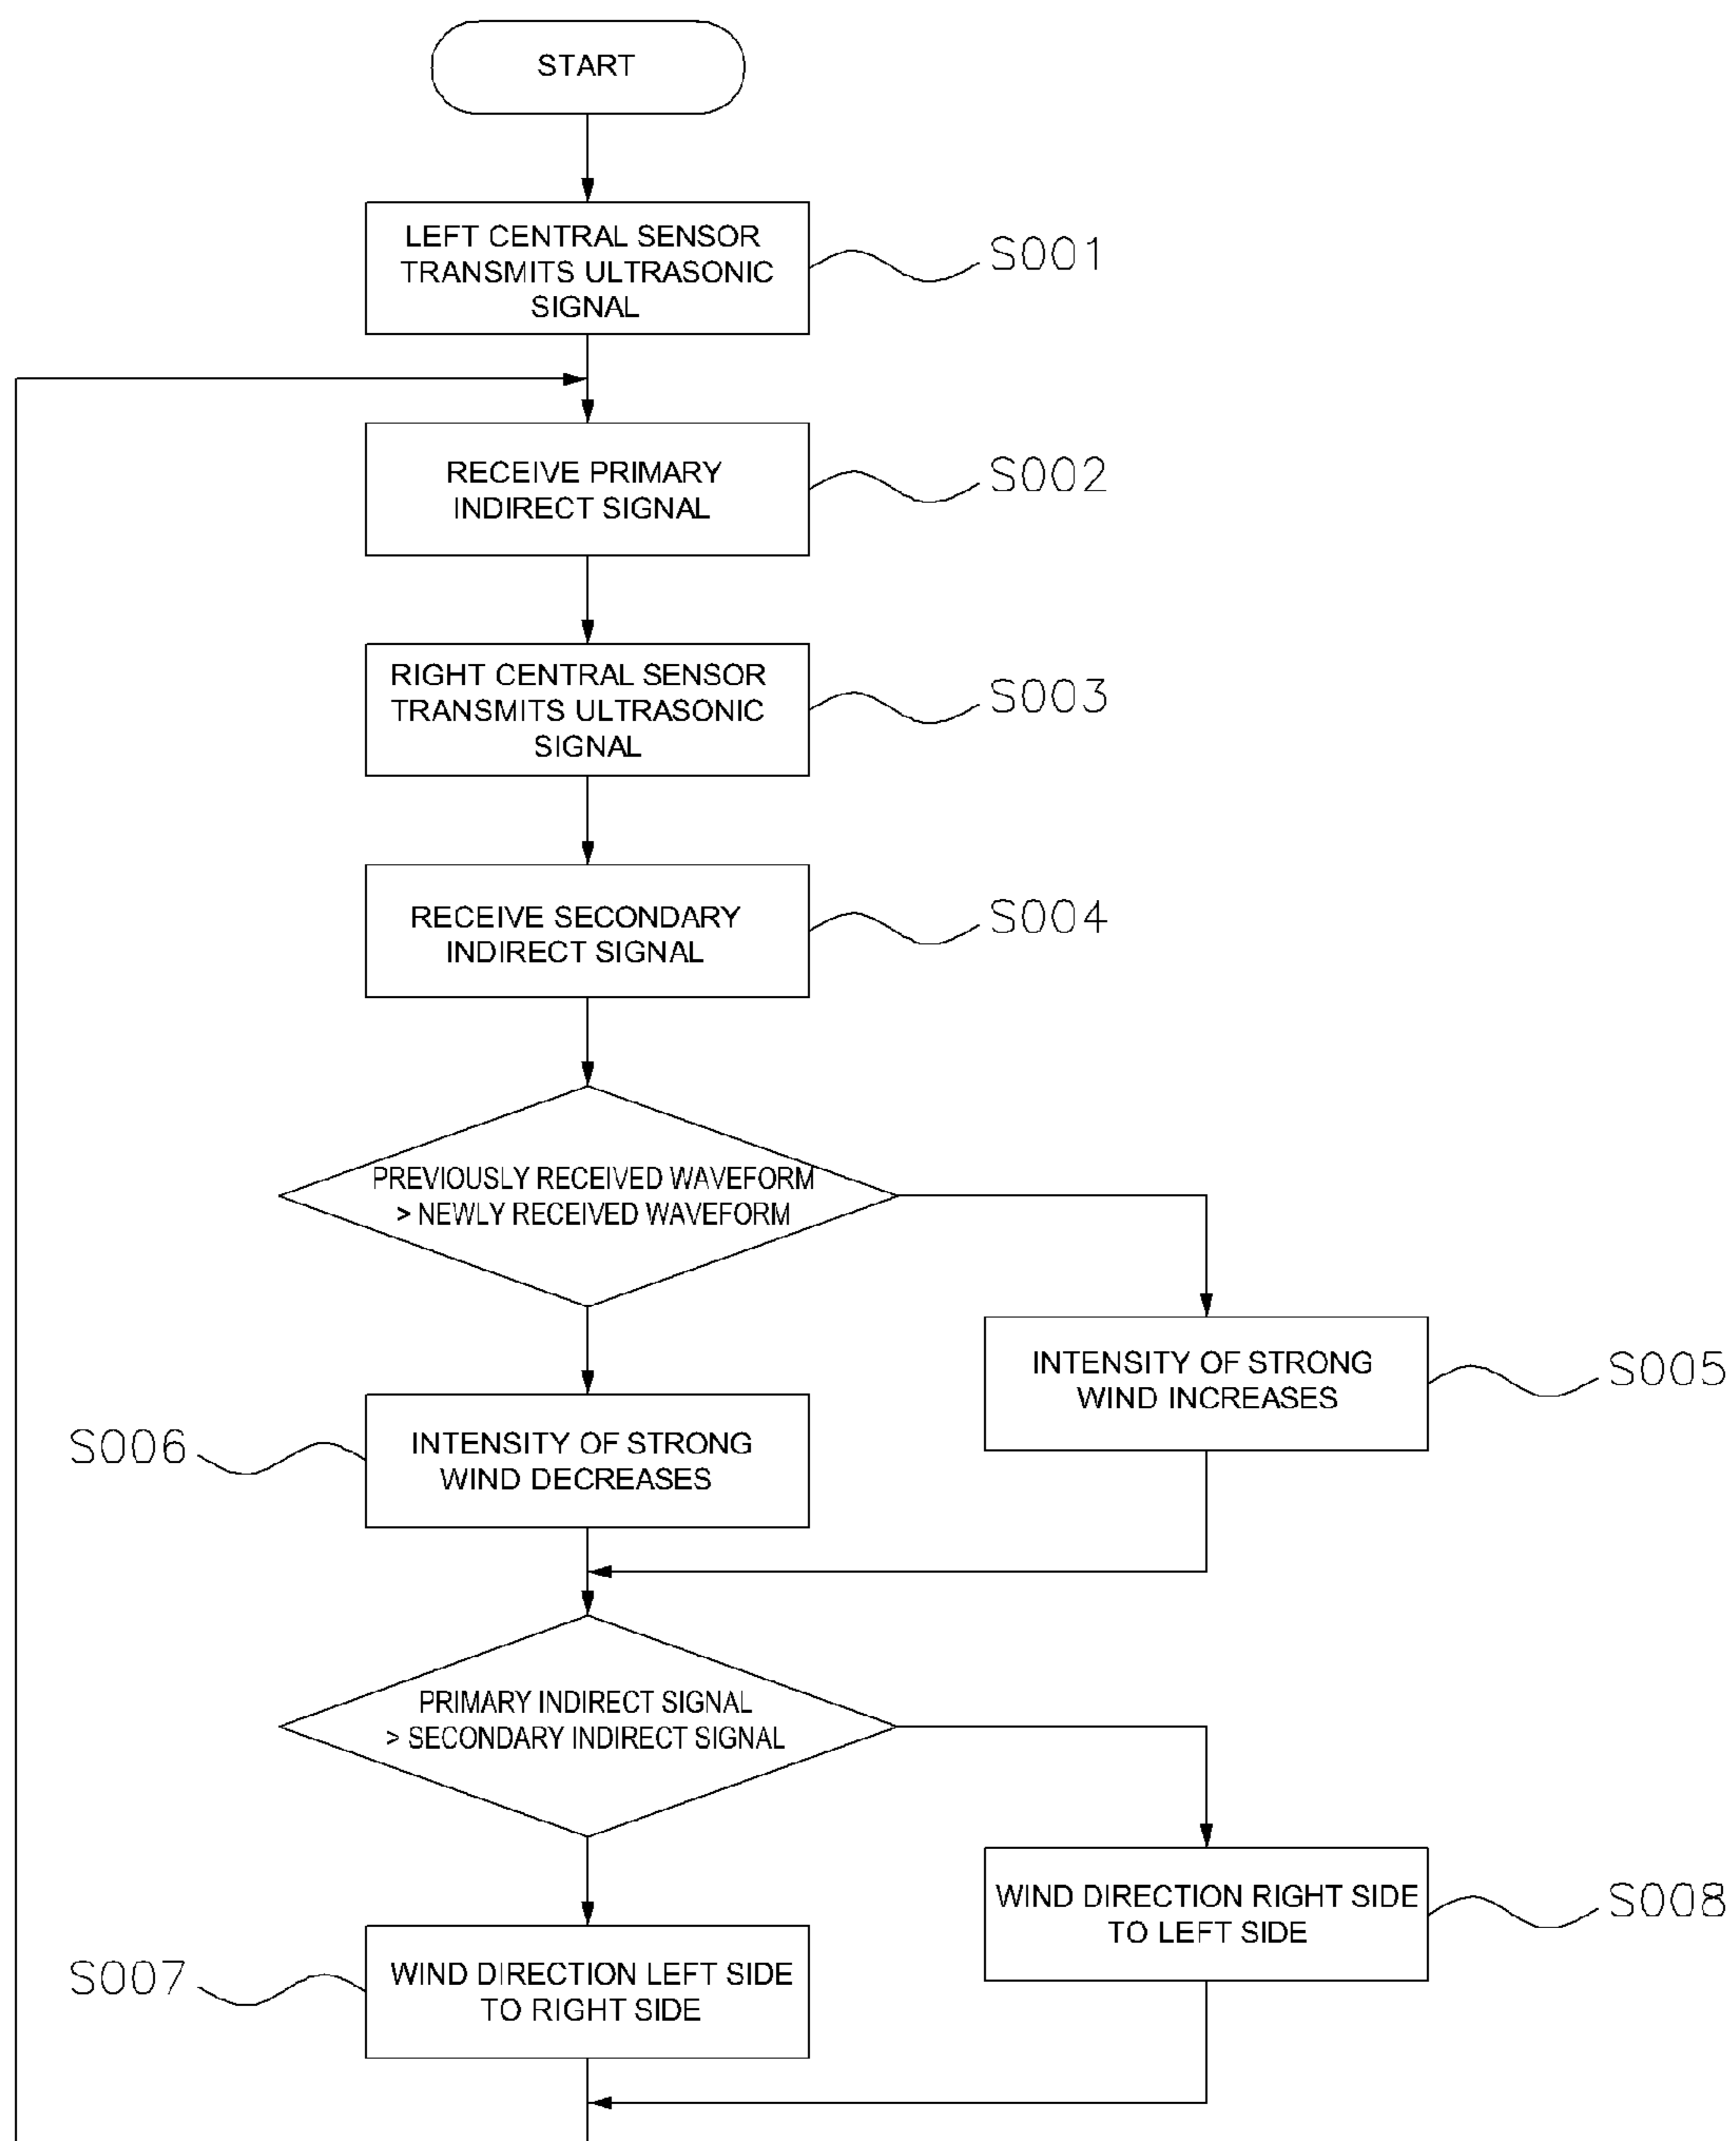 START
LEFT CENTRAL SENSOR
TRANSMITS ULTRASONIC
SIGNAL
S001
RECEIVE PRIMARY
INDIRECT SIGNAL
S002
RIGHT CENTRAL SENSOR
TRANSMITS ULTRASONIC
SIGNAL
S003
RECEIVE SECONDARY
INDIRECT SIGNAL
S004
PREVIOUSLY RECEIVED WAVEFORM
> NEWLY RECEIVED WAVEFORM
INTENSITY OF STRONG
WIND INCREASES
S005
S006
INTENSITY OF STRONG
WIND DECREASES
PRIMARY INDIRECT SIGNAL
> SECONDARY INDIRECT SIGNAL
WIND DIRECTION RIGHT SIDE
TO LEFT SIDE
S008
S007
WIND DIRECTION LEFT SIDE
TO RIGHT SIDE